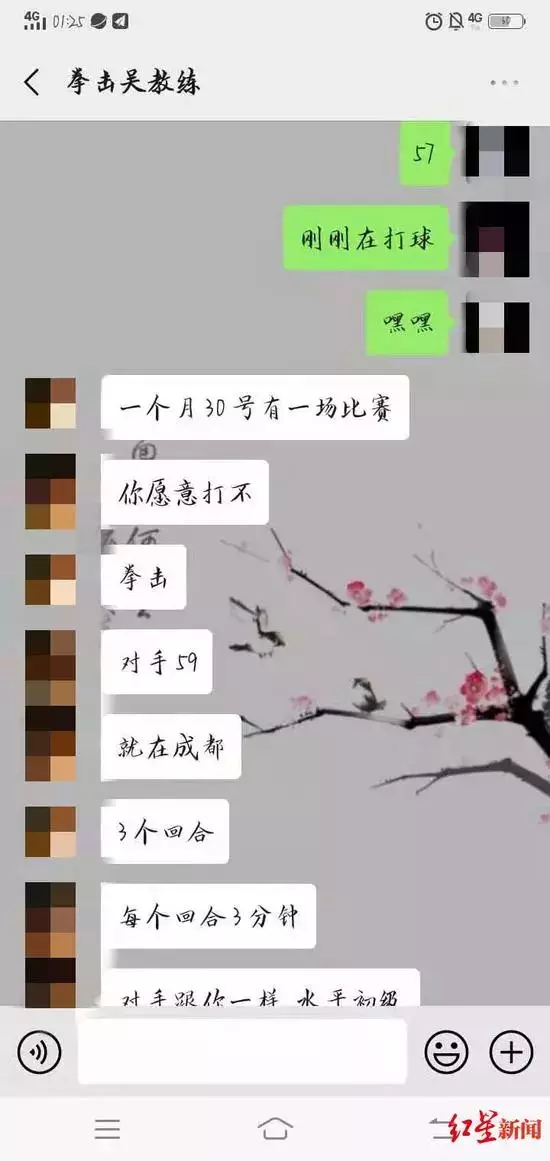 4G 01:25 4G 60
拳击吴教练
57
刚刚在打球
嘿嘿
一个月30号有一场比赛
你愿意打不
拳击
对手59
就在成都
3个回合
每个回合3分钟
对手跟你一样 水平初级
红星新闻